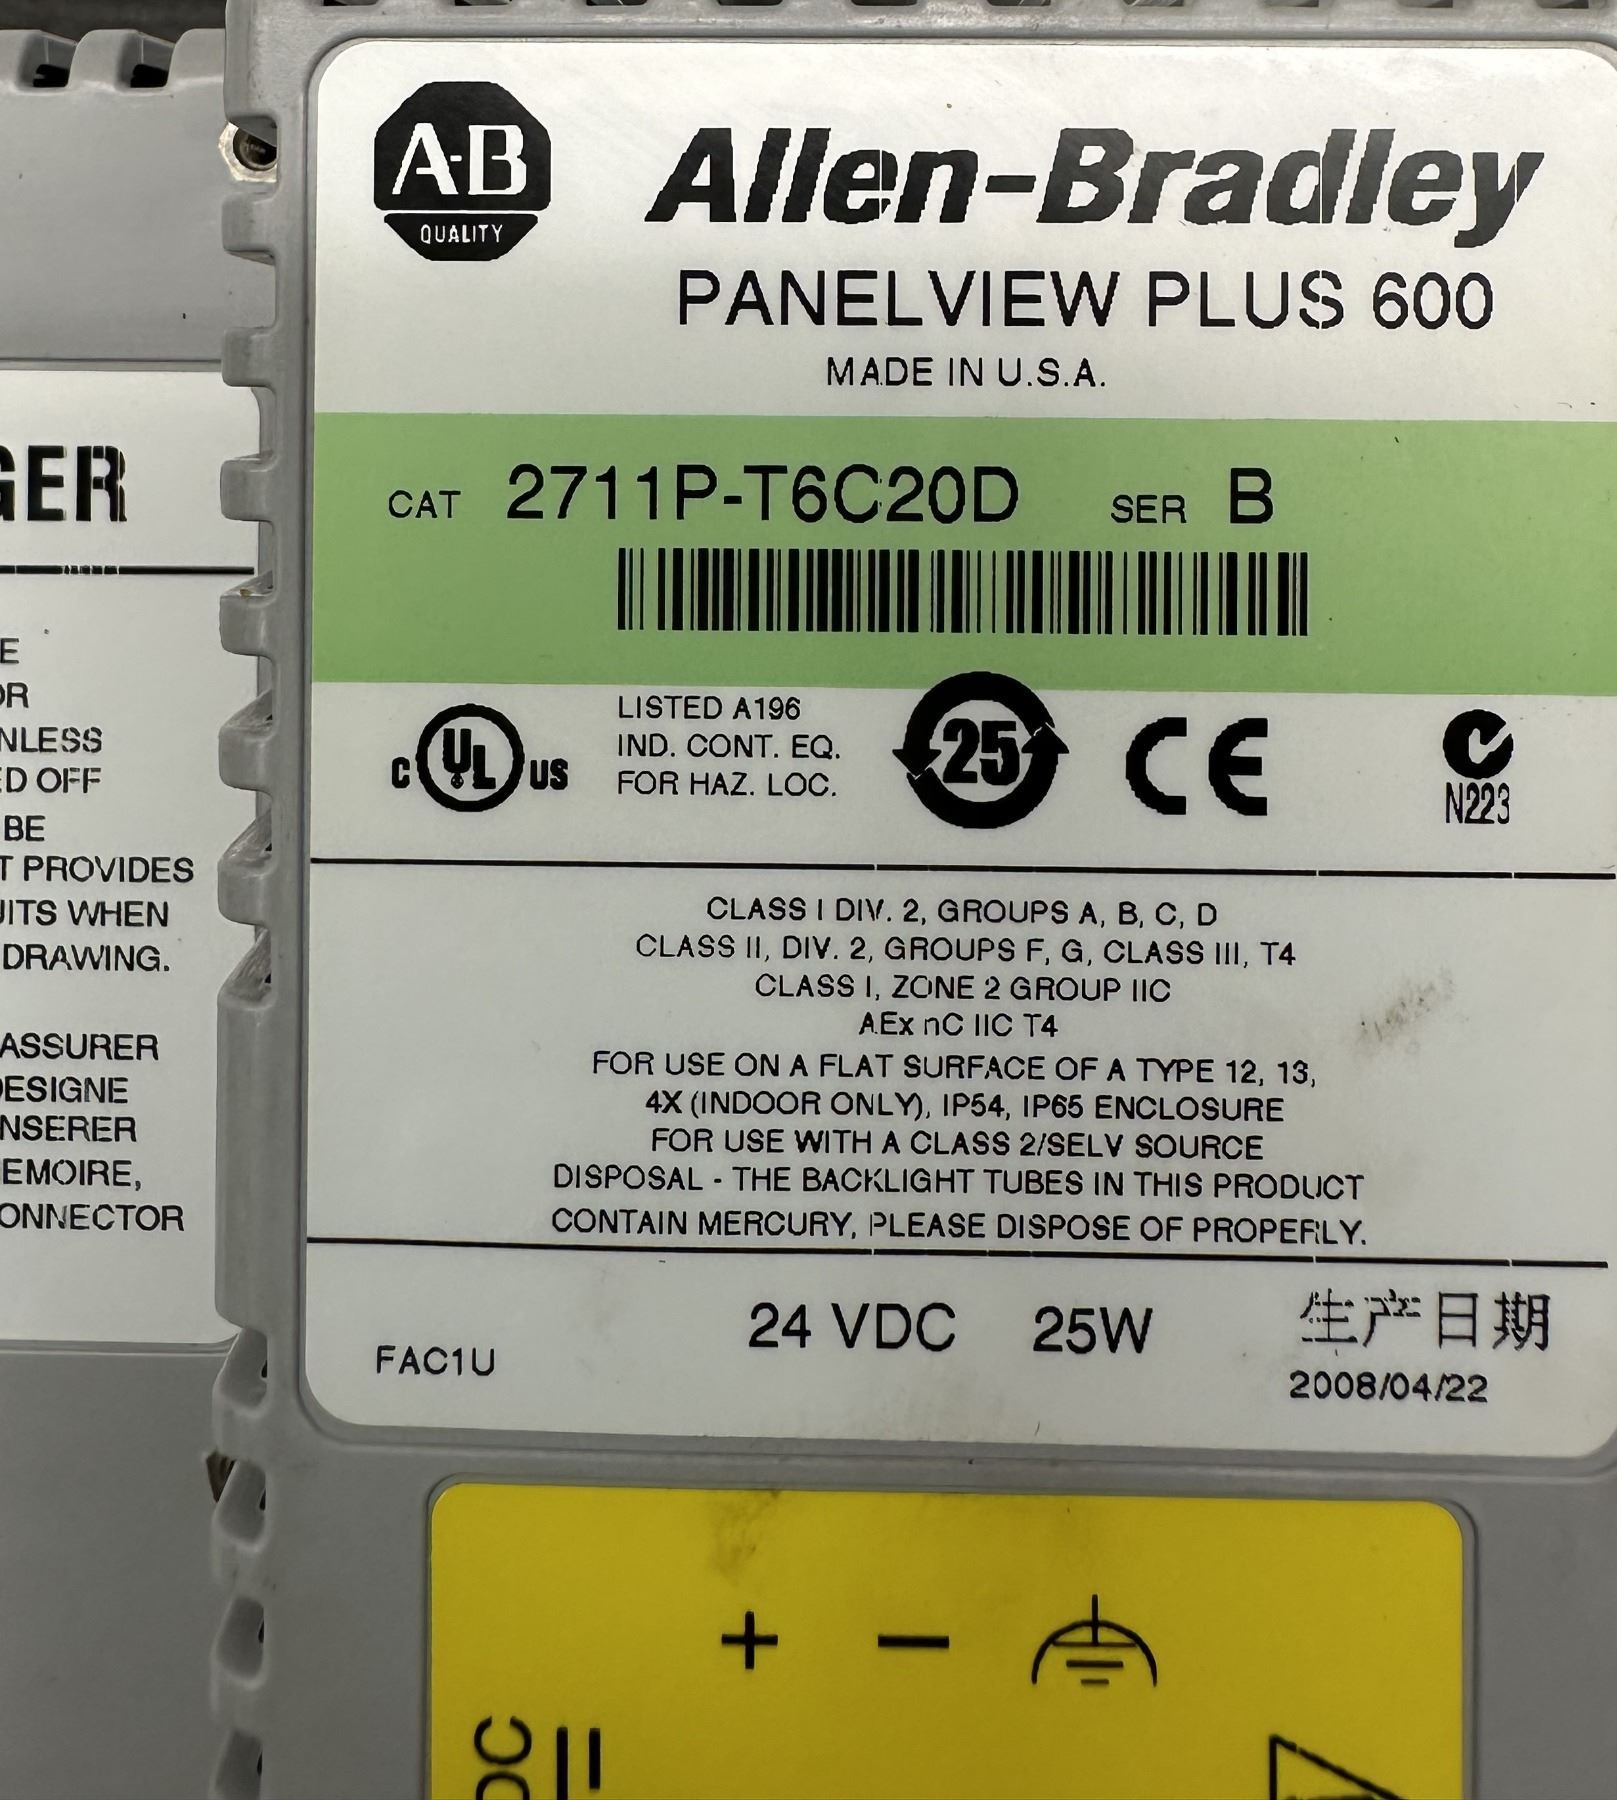 A-B
QUALITY
Allen-Bradley
PANELVIEW PLUS 600
MADE IN U.S.A.
CAT 2711P-T6C20D SER B
C UL US
LISTED A196
IND. CONT. EQ.
FOR HAZ. LOC.
25
CE
N223
CLASS I DIV. 2, GROUPS A, B, C, D
CLASS II, DIV. 2, GROUPS F, G, CLASS III, T4
CLASS I, ZONE 2 GROUP IIC
AEx nC IIC T4
FOR USE ON A FLAT SURFACE OF A TYPE 12, 13,
4X (INDOOR ONLY), IP54, IP65 ENCLOSURE
FOR USE WITH A CLASS 2/SELV SOURCE
DISPOSAL - THE BACKLIGHT TUBES IN THIS PRODUCT
CONTAIN MERCURY, PLEASE DISPOSE OF PROPERLY.
FAC1U
24 VDC 25W
生产日期
2008/04/22
GER
E
OR
NLESS
ED OFF
BE
T PROVIDES
UITS WHEN
DRAWING.
ASSURER
DESIGNE
NSERER
EMOIRE,
ONNECTOR
+ −
DC